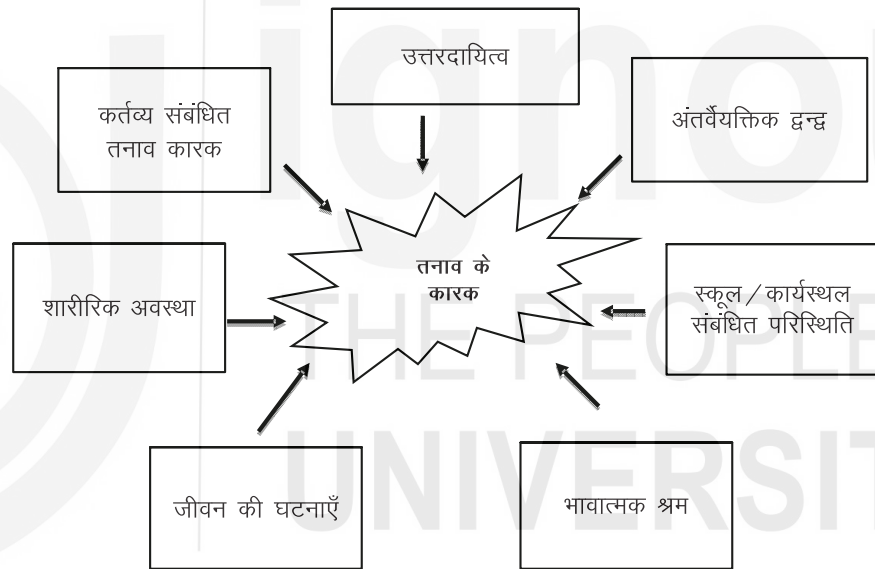 उत्तरदायित्व
कर्तव्य संबंधित
तनाव कारक
अंतर्वैयक्तिक द्वन्द्व
तनाव के
कारक
शारीरिक अवस्था
स्कूल/कार्यस्थल
संबंधित परिस्थिति
जीवन की घटनाएँ
भावात्मक श्रम
ignou
THE PEOPLE
UNIVERSIT